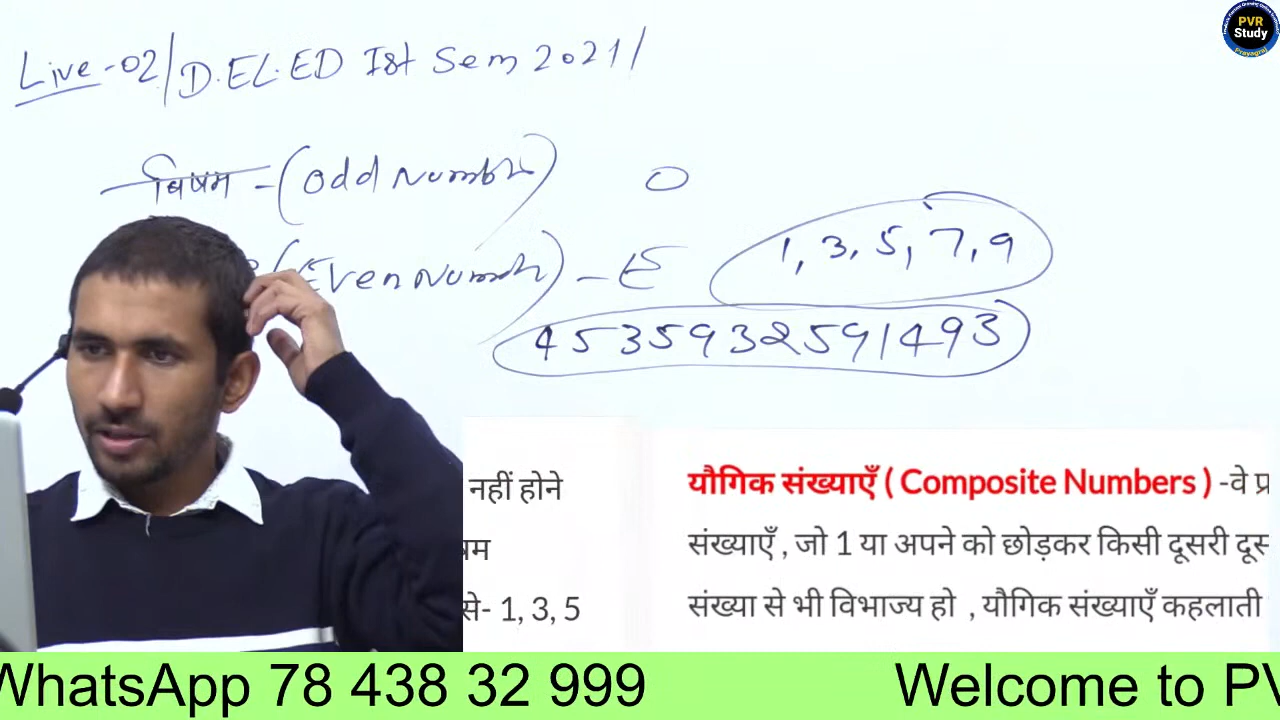 PVR
Study
Prayagraj
Live-02/D.EL.ED Ist Sem 2021/
विषम - (Odd Number) O
(Even Number) - E
1, 3, 5, 7, 9
4535932591493
नहीं होने
से- 1, 3, 5
यौगिक संख्याएँ ( Composite Numbers ) -वे प्र
संख्याएँ , जो 1 या अपने को छोड़कर किसी दूसरी दूस
संख्या से भी विभाज्य हो , यौगिक संख्याएँ कहलाती
WhatsApp 78 438 32 999 Welcome to PV